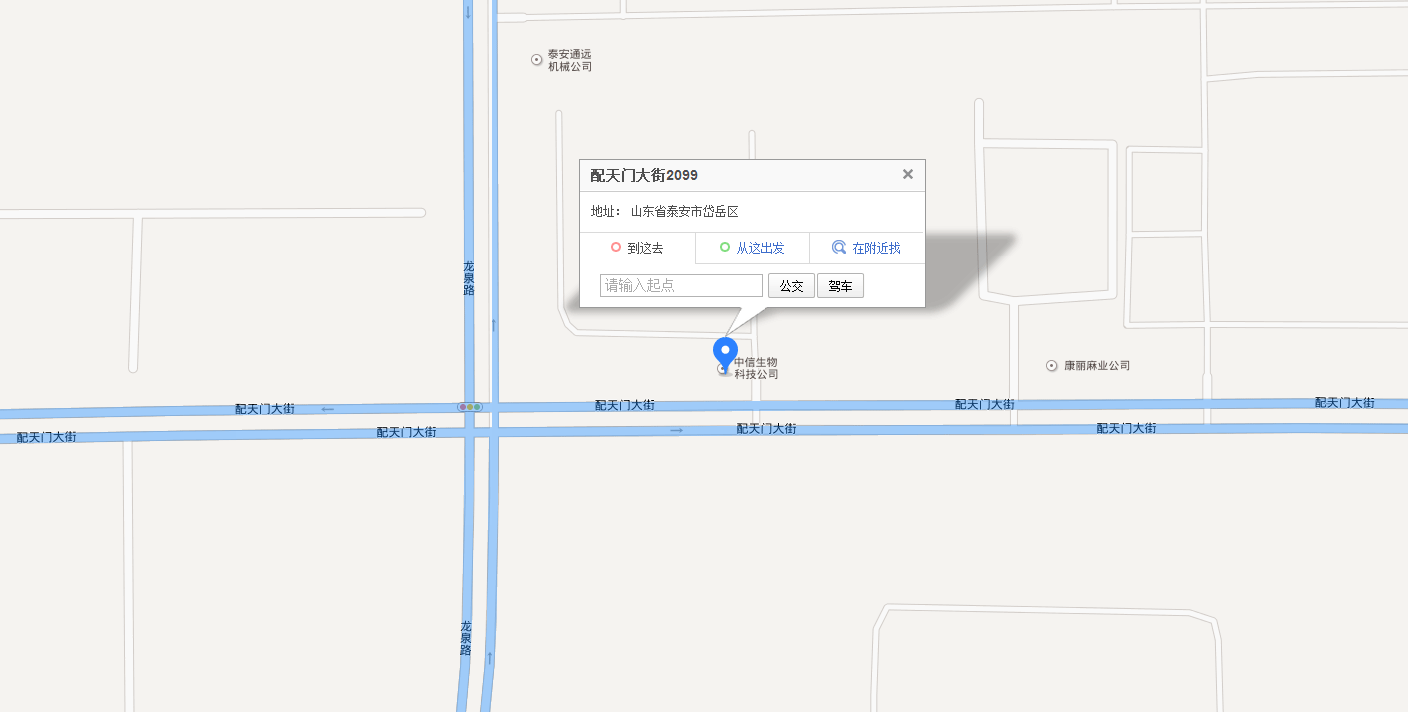 泰安通远
机械公司
配天门大街2099
地址： 山东省泰安市岱岳区
到这去
从这出发
在附近找
请输入起点
公交
驾车
龙泉路
中信生物
科技公司
康丽麻业公司
配天门大街
配天门大街
配天门大街
配天门大街
配天门大街
配天门大街
配天门大街
配天门大街
龙泉路